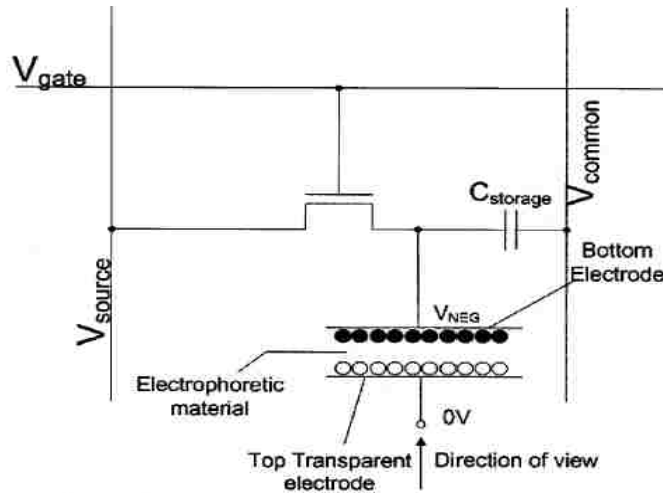 Vgate
Vcommon
Cstorage
Vsource
Bottom
Electrode
VNEG
Electrophoretic
material
0V
Top Transparent
electrode
Direction of view